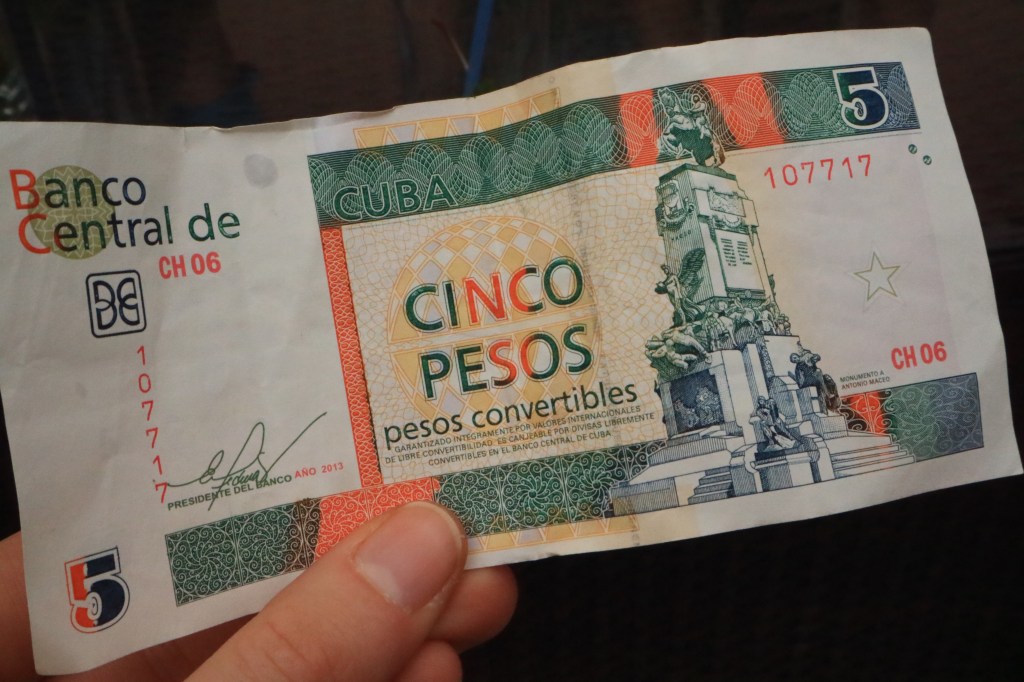 Banco
Central de
CH 06
BC
107717
PRESIDENTE DEL BANCO AÑO 2013
5
CUBA
CINCO
PESOS
pesos convertibles
GARANTIZADO INTEGRAMENTE POR VALORES INTERNACIONALES
DE LIBRE CONVERTIBILIDAD. ES CANJEABLE POR DIVISAS LIBREMENTE
CONVERTIBLES EN EL BANCO CENTRAL DE CUBA
5
107717
CH 06
MONUMENTO A
ANTONIO MACEO